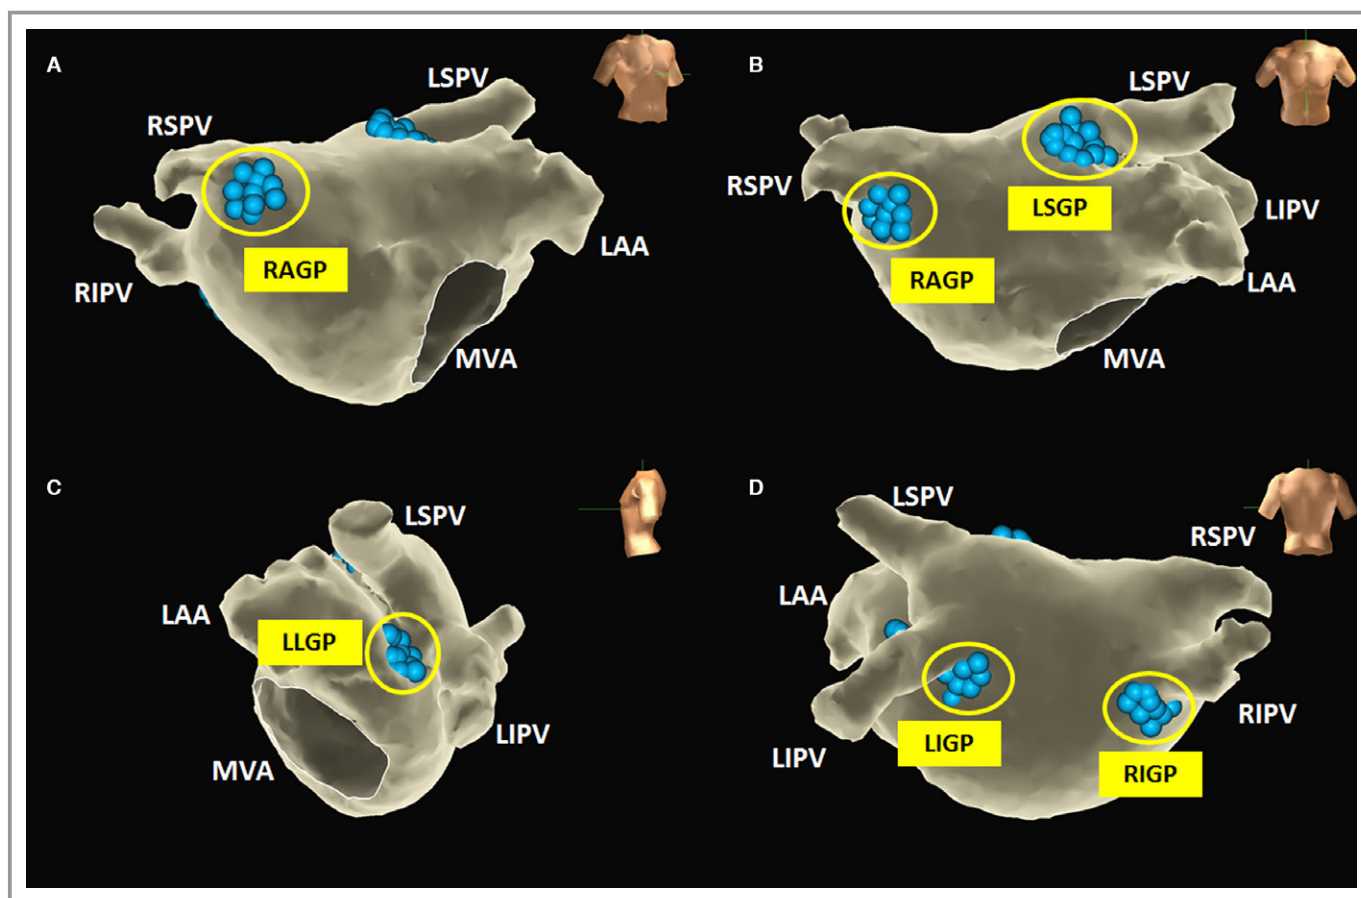 A
LSPV
RSPV
RAGP
LAA
RIPV
MVA
B
LSPV
RSPV
LSGP
LIPV
RAGP
LAA
MVA
C
LSPV
LAA
LLGP
LIPV
MVA
D
LSPV
RSPV
LAA
RIPV
LIGP
LIPV
RIGP